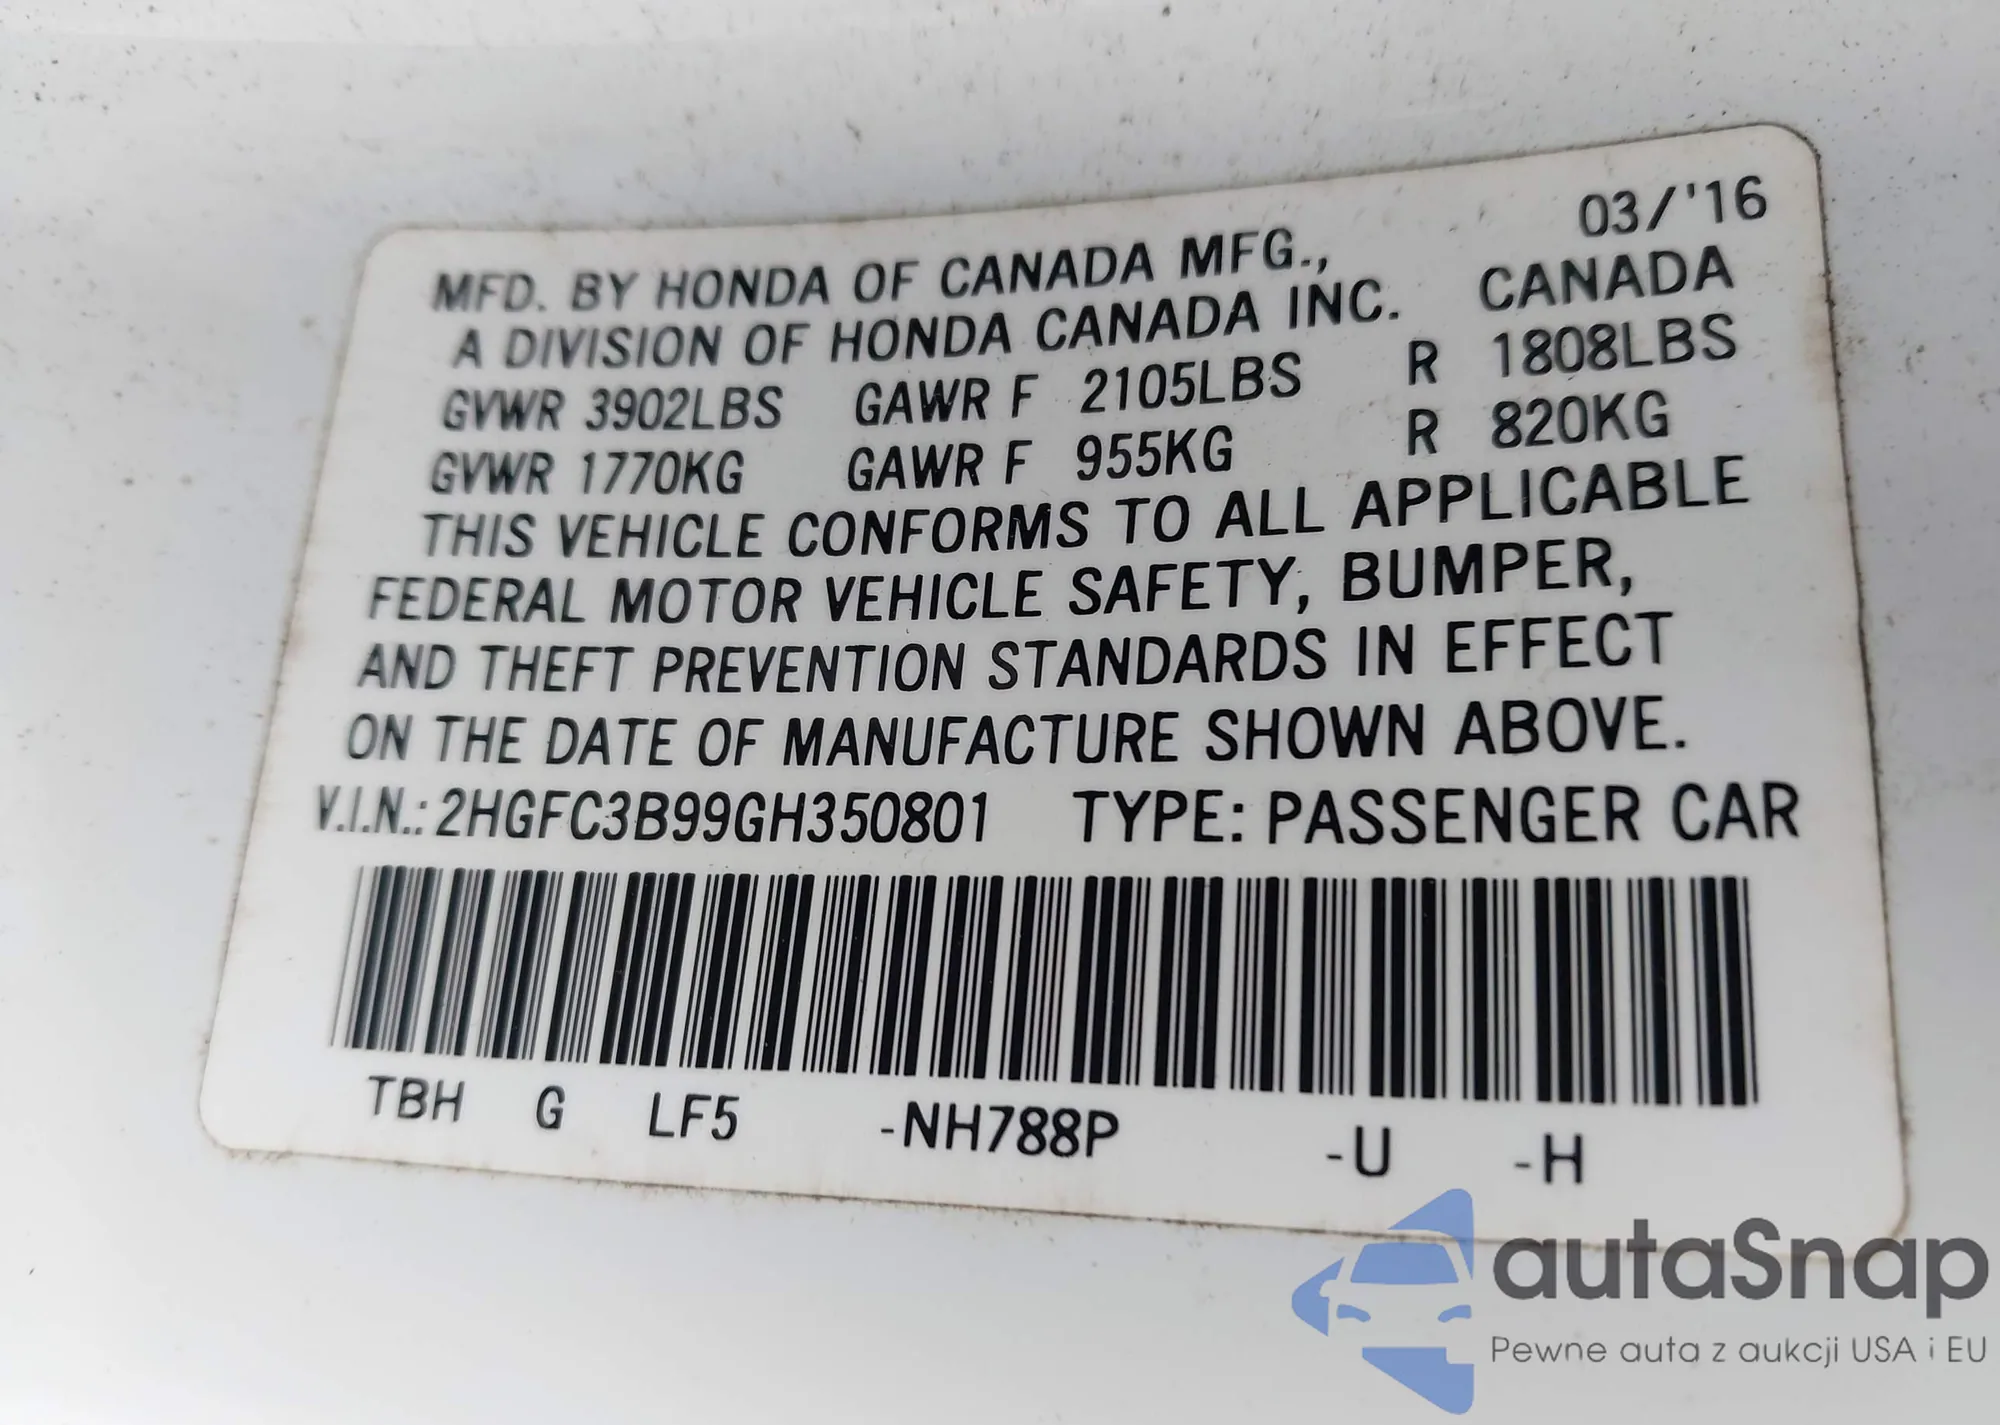 03/'16
MFD. BY HONDA OF CANADA MFG.,
A DIVISION OF HONDA CANADA INC. CANADA
GVWR 3902LBS GAWR F 2105LBS R 1808LBS
GVWR 1770KG GAWR F 955KG R 820KG
THIS VEHICLE CONFORMS TO ALL APPLICABLE
FEDERAL MOTOR VEHICLE SAFETY, BUMPER,
AND THEFT PREVENTION STANDARDS IN EFFECT
ON THE DATE OF MANUFACTURE SHOWN ABOVE.
V.I.N.: 2HGFC3B99GH350801 TYPE: PASSENGER CAR
TBH G LF5 -NH788P -U -H
autaSnap
Pewne auta z aukcji USA i EU